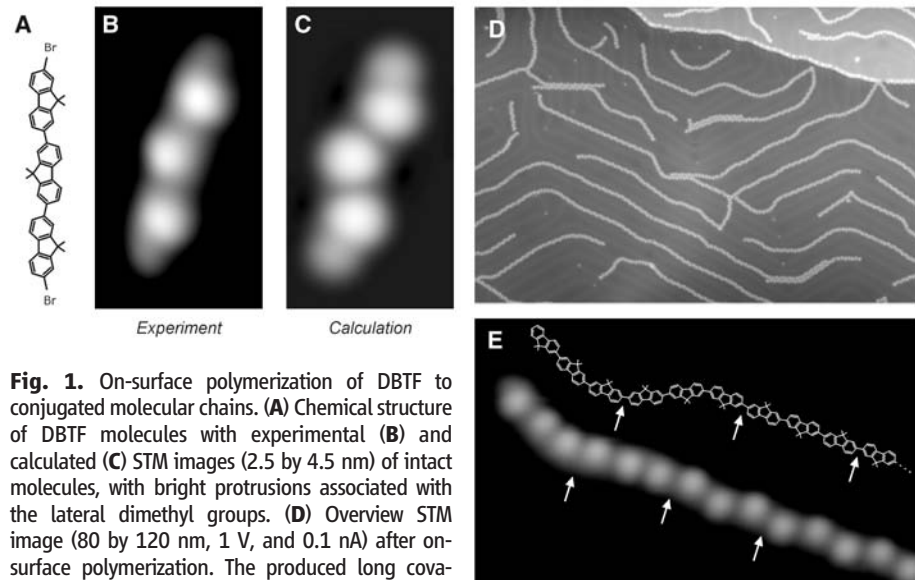 A
Br
Br
B
Experiment
C
Calculation
D
E
Fig. 1. On-surface polymerization of DBTF to
conjugated molecular chains. (A) Chemical structure
of DBTF molecules with experimental (B) and
calculated (C) STM images (2.5 by 4.5 nm) of intact
molecules, with bright protrusions associated with
the lateral dimethyl groups. (D) Overview STM
image (80 by 120 nm, 1 V, and 0.1 nA) after on-
surface polymerization. The produced long cova-